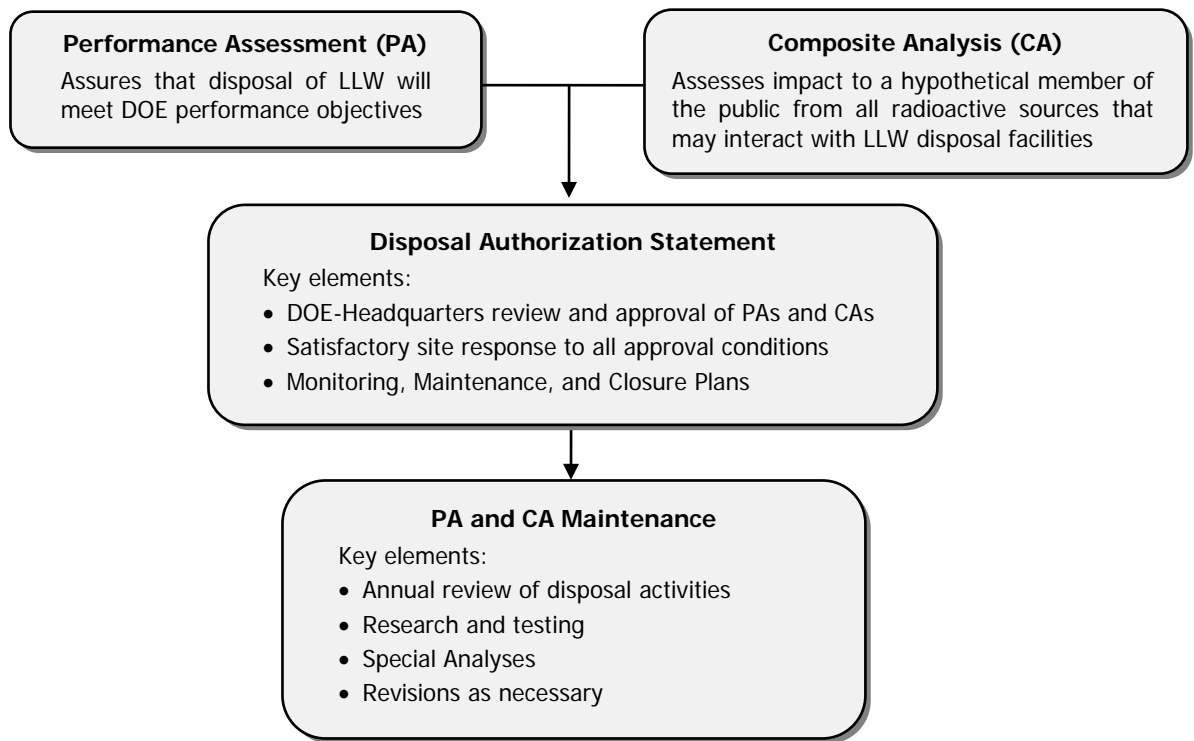 Performance Assessment (PA)
Assures that disposal of LLW will
meet DOE performance objectives
Composite Analysis (CA)
Assesses impact to a hypothetical member of
the public from all radioactive sources that
may interact with LLW disposal facilities
Disposal Authorization Statement
Key elements:
• DOE-Headquarters review and approval of PAs and CAs
• Satisfactory site response to all approval conditions
• Monitoring, Maintenance, and Closure Plans
PA and CA Maintenance
Key elements:
• Annual review of disposal activities
• Research and testing
• Special Analyses
• Revisions as necessary